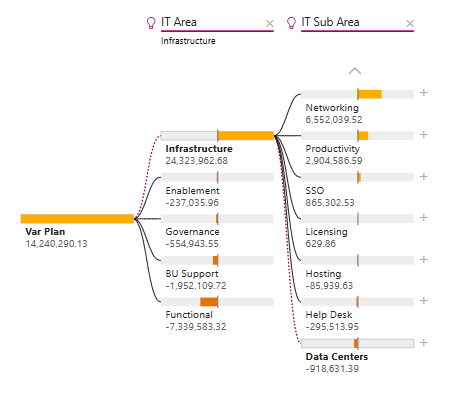 IT Area
IT Sub Area
Infrastructure
Var Plan
14,240,290.13
Infrastructure
24,323,962.68
Enablement
-237,035.96
Governance
-554,943.55
BU Support
-1,952,109.72
Functional
-7,339,583.32
Networking
6,552,039.52
Productivity
2,904,586.59
SSO
865,302.53
Licensing
629.86
Hosting
-85,939.63
Help Desk
-295,513.95
Data Centers
-918,631.39